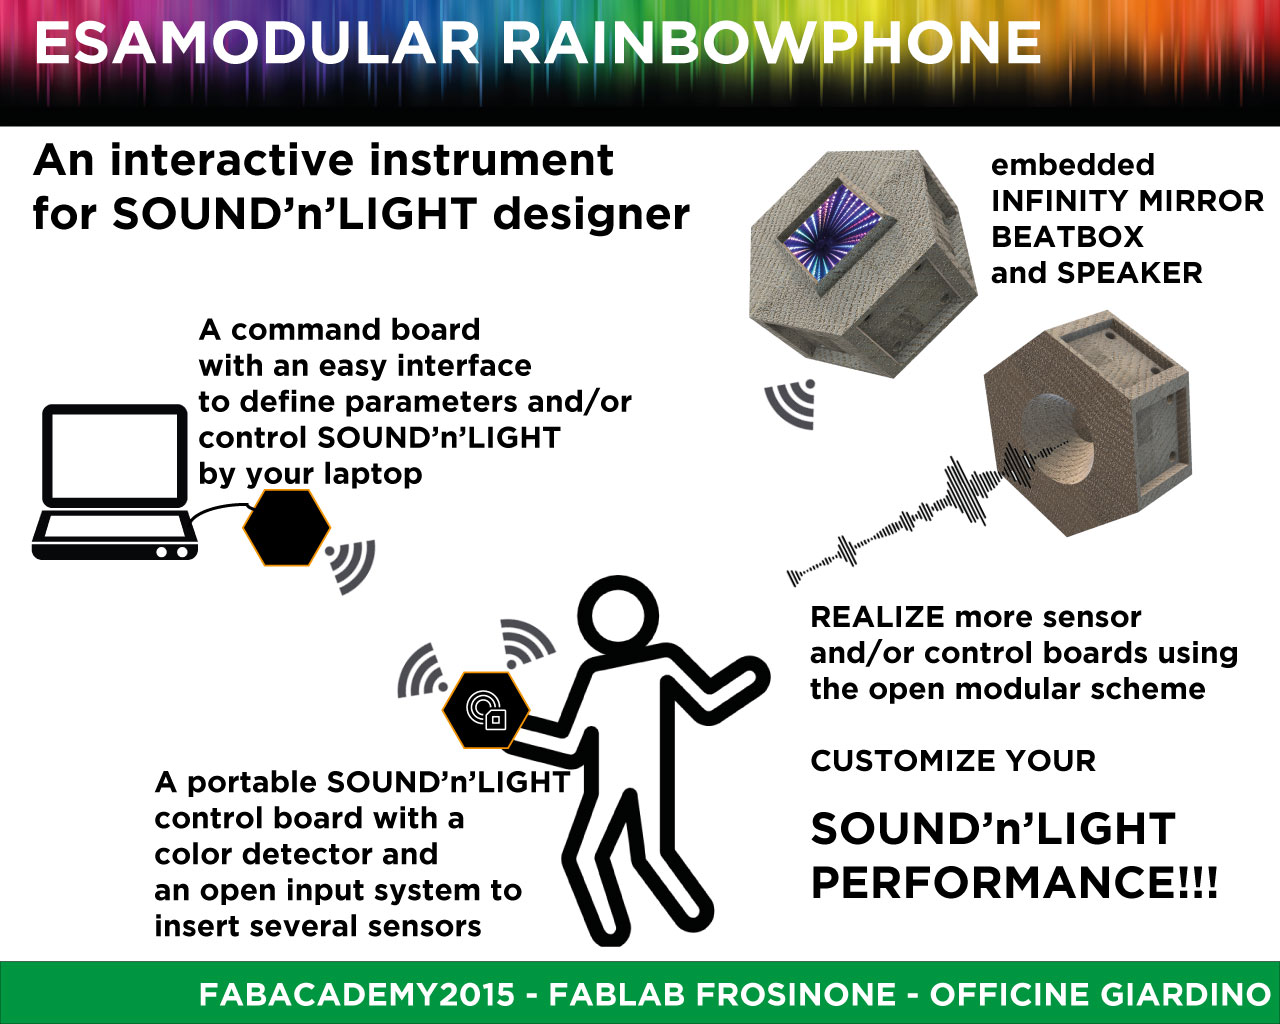 ESAMODULAR RAINBOWPHONE
An interactive instrument
for SOUND’n’LIGHT designer
embedded
INFINITY MIRROR
BEATBOX
and SPEAKER
A command board
with an easy interface
to define parameters and/or
control SOUND’n’LIGHT
by your laptop
REALIZE more sensor
and/or control boards using
the open modular scheme
CUSTOMIZE YOUR
SOUND’n’LIGHT
PERFORMANCE!!!
A portable SOUND’n’LIGHT
control board with a
color detector and
an open input system to
insert several sensors
FABACADEMY2015 - FABLAB FROSINONE - OFFICINE GIARDINO